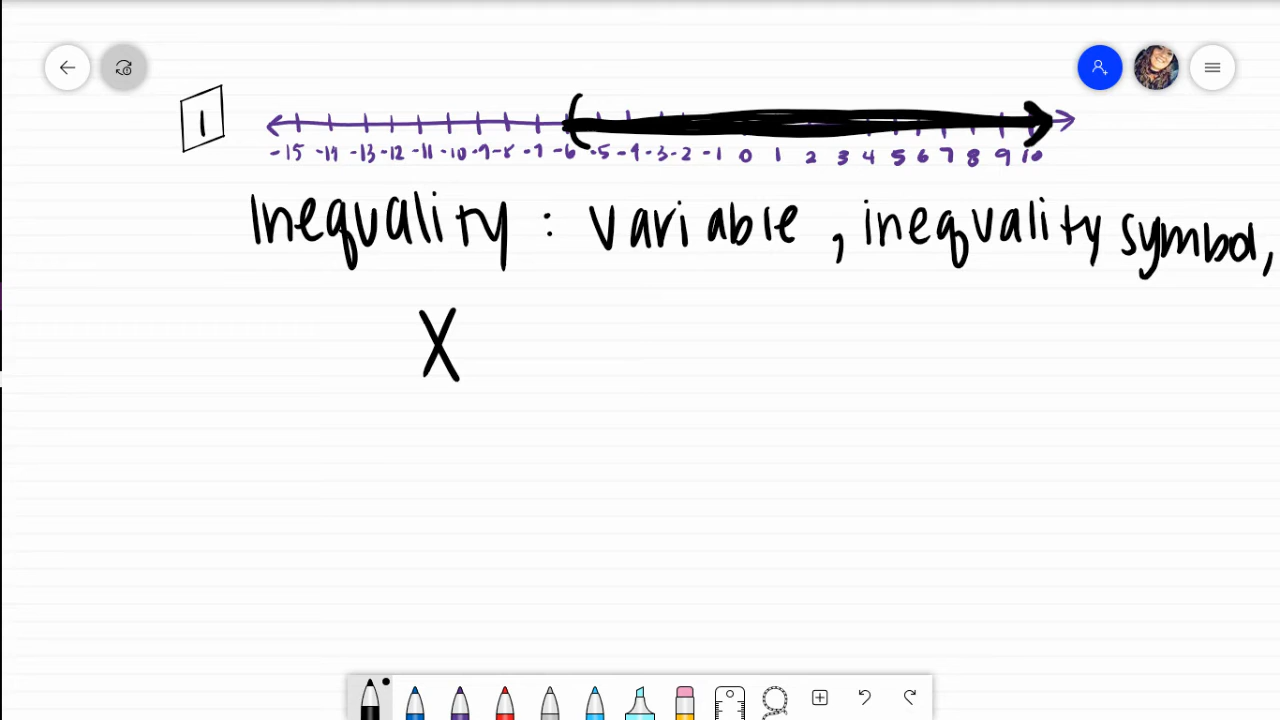 1
-15 -14 -13 -12 -11 -10 -9 -8 -7 -6 -5 -4 -3 -2 -1 0 1 2 3 4 5 6 7 8 9 10
Inequality : variable , inequality symbol,
X